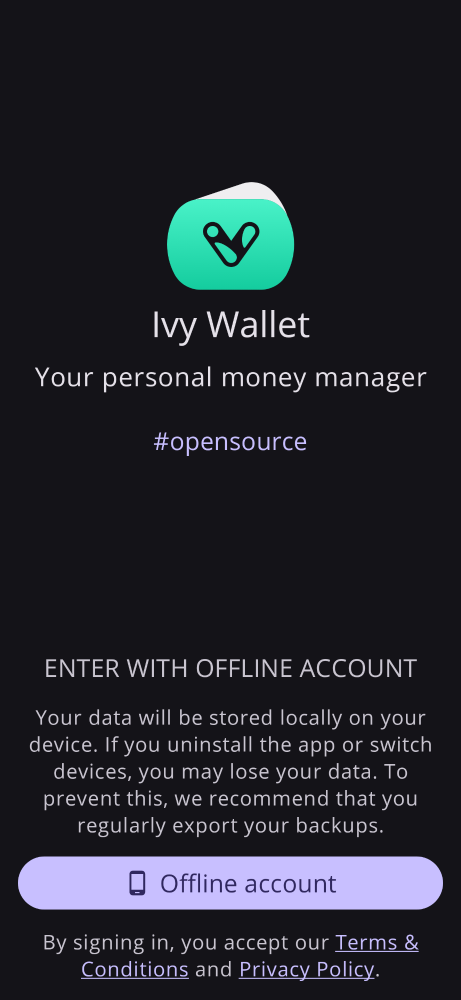 Ivy Wallet
Your personal money manager
#opensource
ENTER WITH OFFLINE ACCOUNT
Your data will be stored locally on your
device. If you uninstall the app or switch
devices, you may lose your data. To
prevent this, we recommend that you
regularly export your backups.
Offline account
By signing in, you accept our Terms &
Conditions and Privacy Policy.